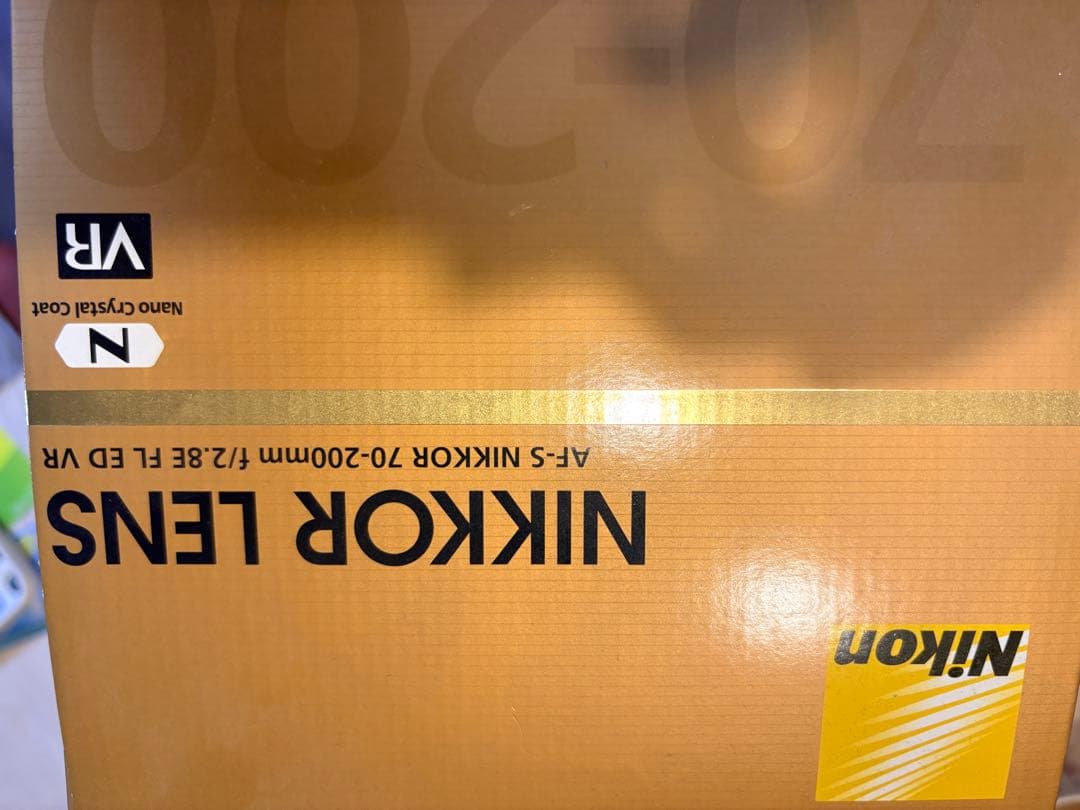 Nikon
NIKKOR LENS
AF-S NIKKOR 70-200mm f/2.8E FL ED VR
N
Nano Crystal Coat
VR
70-200